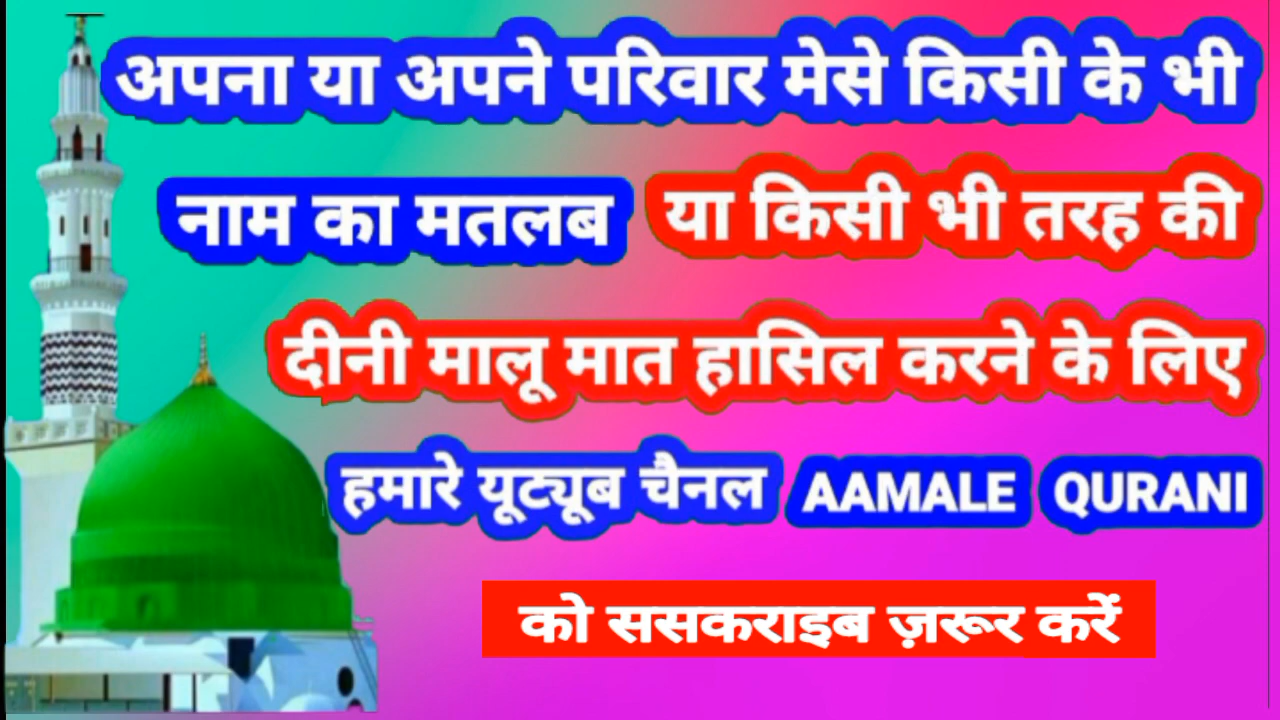 अपना या अपने परिवार मेसे किसी के भी
नाम का मतलब या किसी भी तरह की
दीनी मालू मात हासिल करने के लिए
हमारे यूट्यूब चैनल AAMALE QURANI
को ससकराइब ज़रूर करें